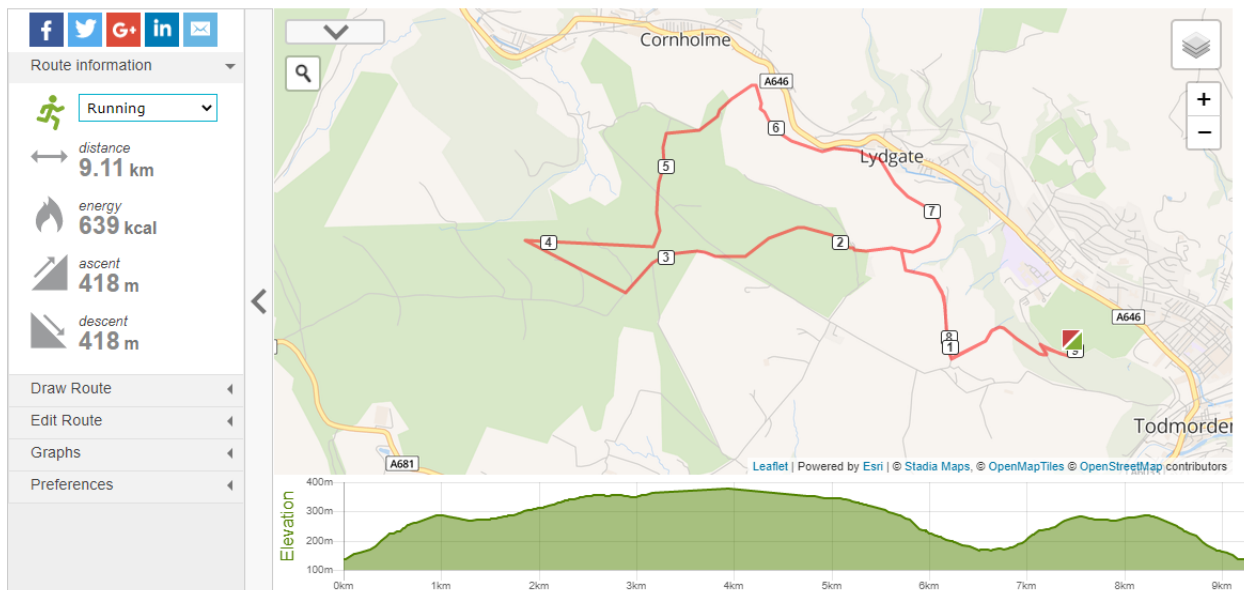 f G+ in
Route information
Running
distance
9.11 km
energy
639 kcal
ascent
418 m
descent
418 m
Draw Route
Edit Route
Graphs
Preferences
Cornholme
A646
6
Lydgate
5
7
4
3
2
8
1
9
A646
Todmorden
A681
+
−
Leaflet | Powered by Esri | © Stadia Maps, © OpenMapTiles © OpenStreetMap contributors
Elevation
400m
300m
200m
100m
0km 1km 2km 3km 4km 5km 6km 7km 8km 9km